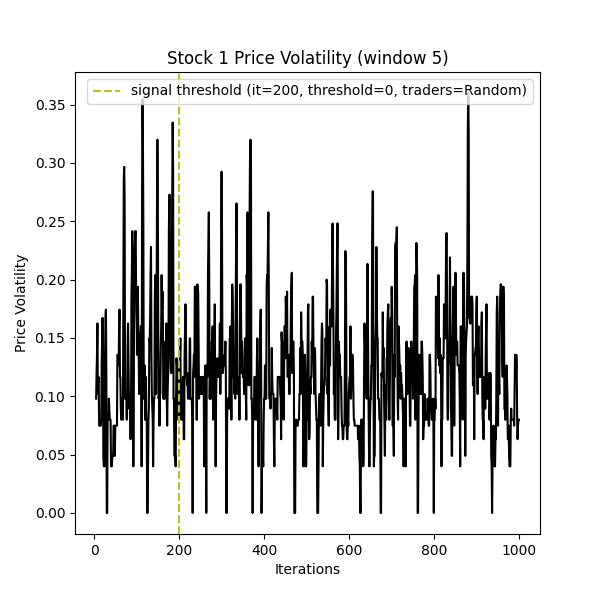 Stock 1 Price Volatility (window 5)
signal threshold (it=200, threshold=0, traders=Random)
Price Volatility
0.35
0.30
0.25
0.20
0.15
0.10
0.05
0.00
0 200 400 600 800 1000
Iterations